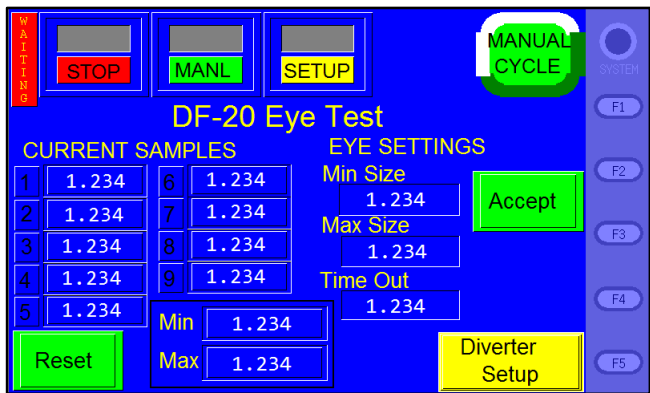 WAITING
STOP
MANL
SETUP
MANUAL
CYCLE
SYSTEM
DF-20 Eye Test
F1
CURRENT SAMPLES
EYE SETTINGS
1 1.234 6 1.234
2 1.234 7 1.234
3 1.234 8 1.234
4 1.234 9 1.234
5 1.234
Min Size
1.234
Max Size
1.234
Time Out
1.234
Accept
F2
F3
F4
Min 1.234
Max 1.234
Reset
Diverter
Setup
F5